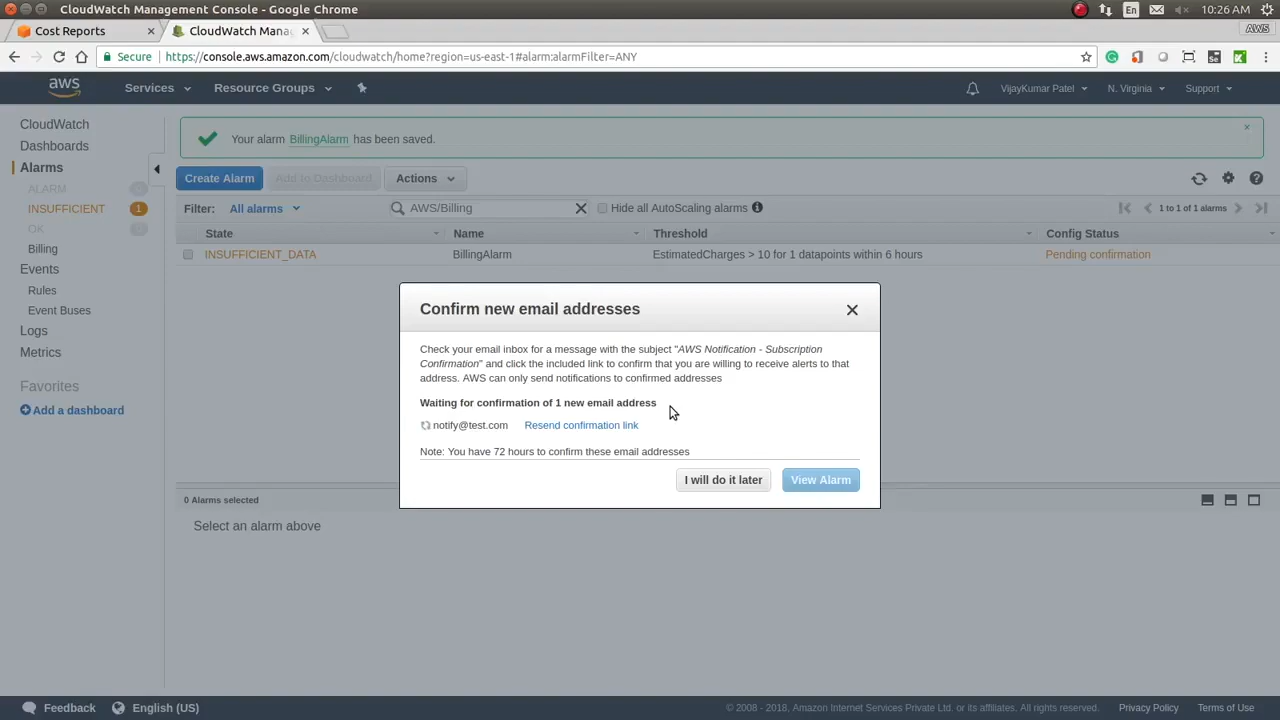 CloudWatch Management Console - Google Chrome
En
10:26 AM
Cost Reports
CloudWatch Mana
AWS
Secure
https://console.aws.amazon.com/cloudwatch/home?region=us-east-1#alarm:alarmFilter=ANY
aws
Services
Resource Groups
VijayKumar Patel
N. Virginia
Support
CloudWatch
Dashboards
Alarms
ALARM 0
INSUFFICIENT 1
OK 0
Billing
Events
Rules
Event Buses
Logs
Metrics
Favorites
Add a dashboard
Your alarm BillingAlarm has been saved.
Create Alarm
Add to Dashboard
Actions
Filter: All alarms
AWS/Billing
Hide all AutoScaling alarms
1 to 1 of 1 alarms
State
Name
Threshold
Config Status
INSUFFICIENT_DATA
BillingAlarm
EstimatedCharges > 10 for 1 datapoints within 6 hours
Pending confirmation
Confirm new email addresses
Check your email inbox for a message with the subject "AWS Notification - Subscription
Confirmation" and click the included link to confirm that you are willing to receive alerts to that
address. AWS can only send notifications to confirmed addresses
Waiting for confirmation of 1 new email address
notify@test.com Resend confirmation link
Note: You have 72 hours to confirm these email addresses
I will do it later
View Alarm
0 Alarms selected
Select an alarm above
Feedback
English (US)
© 2008 - 2018, Amazon Internet Services Private Ltd. or its affiliates. All rights reserved.
Privacy Policy
Terms of Use